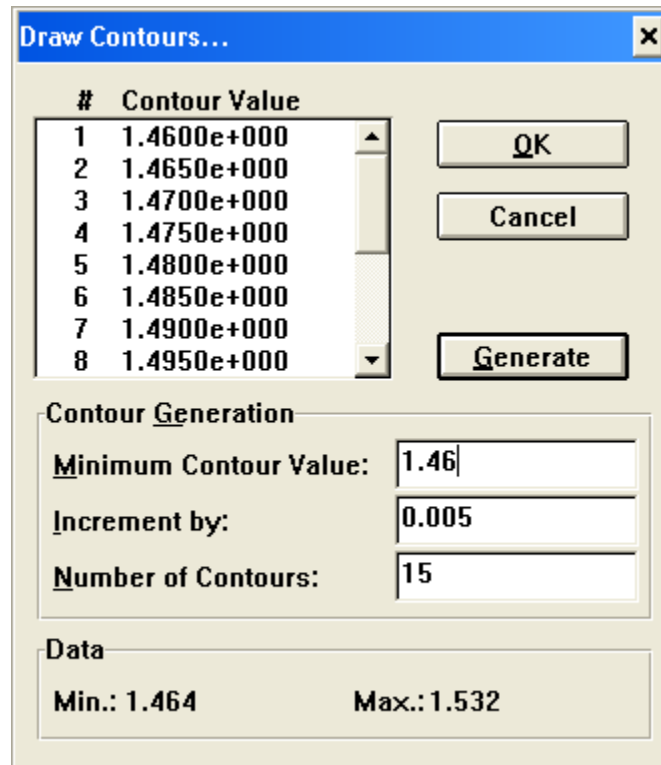 Draw Contours...
# Contour Value
1 1.4600e+000
2 1.4650e+000
3 1.4700e+000
4 1.4750e+000
5 1.4800e+000
6 1.4850e+000
7 1.4900e+000
8 1.4950e+000
OK
Cancel
Generate
Contour Generation
Minimum Contour Value: 1.46
Increment by: 0.005
Number of Contours: 15
Data
Min.: 1.464 Max.: 1.532